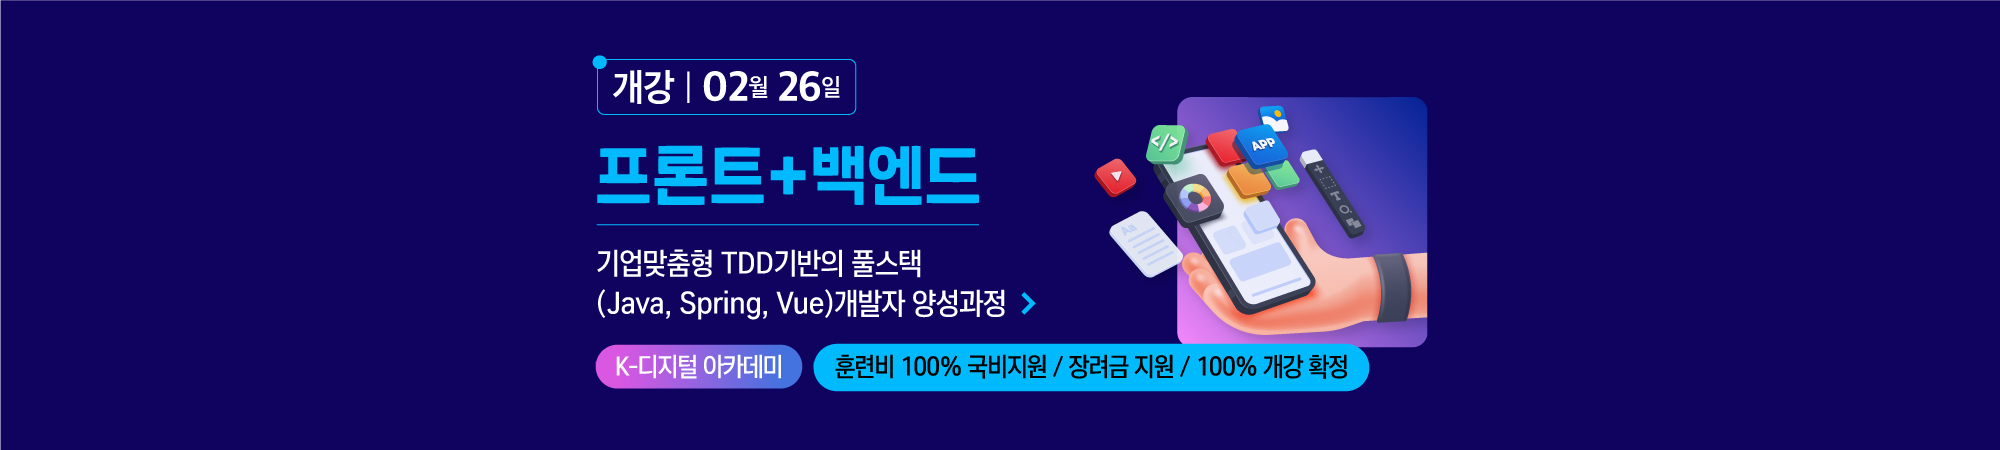 개강 | 02월 26일
프론트+백엔드
기업맞춤형 TDD기반의 풀스택
(Java, Spring, Vue)개발자 양성과정 >
K-디지털 아카데미
훈련비 100% 국비지원 / 장려금 지원 / 100% 개강 확정
</>
APP
Aa
T